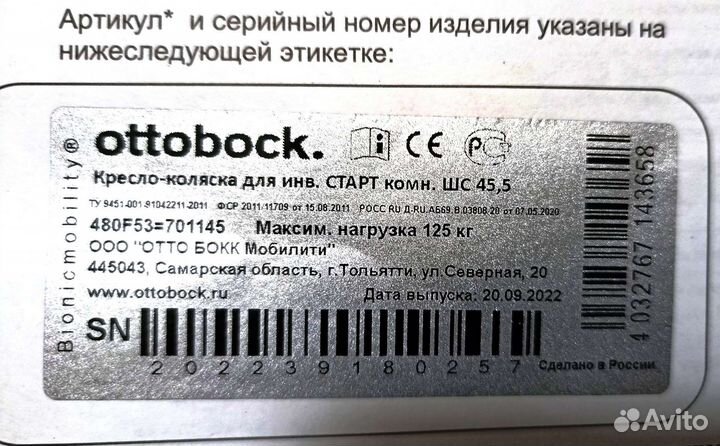 Артикул* и серийный номер изделия указаны на
нижеследующей этикетке:
Bionicmobility®
ottobock.
i CE РС
Кресло-коляска для инв. СТАРТ комн. ШС 45,5
ТУ 9451-001-91042211-2011 ФСР 2011/11709 от 15.08.2011 РОСС RU Д-RU.АБ69.В.03808-20 от 07.05.2020
480F53=701145 Максим. нагрузка 125 кг
ООО "ОТТО БОКК Мобилити"
445043, Самарская область, г.Тольятти, ул.Северная, 20
www.ottobock.ru Дата выпуска: 20.09.2022
SN
202239180257
Сделано в России
4 032767 143658
Avito